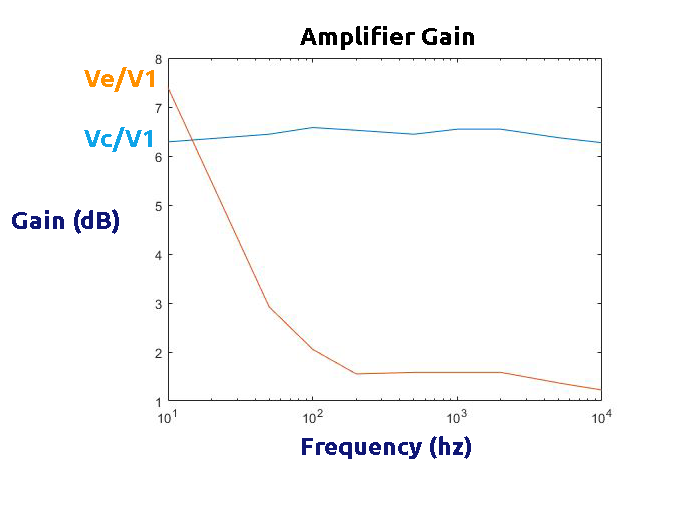 Amplifier Gain
Ve/V1
Vc/V1
Gain (dB)
8
7
6
5
4
3
2
1
10^1
10^2
10^3
10^4
Frequency (hz)